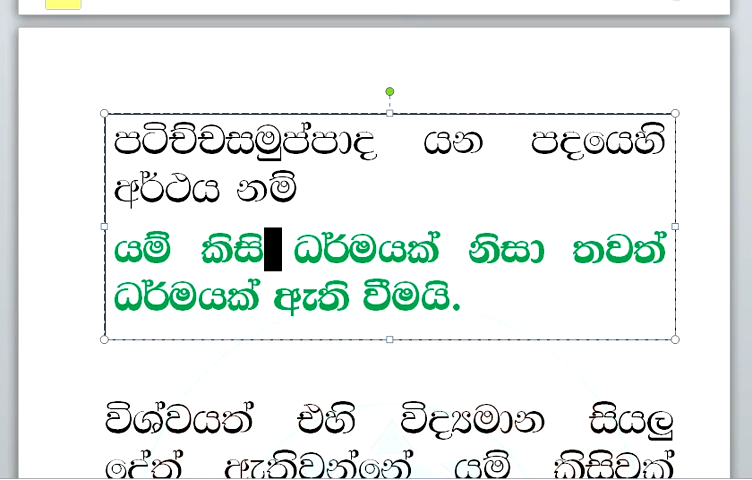 පටිච්චසමුප්පාද යන පදයෙහි
අර්ථය නම්
යම් කිසි ධර්මයක් නිසා තවත්
ධර්මයක් ඇති වීමයි.
විශ්වයත් එහි විද්‍යමාන සියලු
දේත් ඇතිවන්නේ යම් කිසිවක්